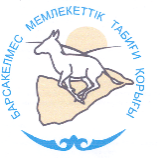 БАРСАКЕЛМЕС МЕМЛЕКЕТТІК ТАБИҒИ ҚОРЫҒЫ